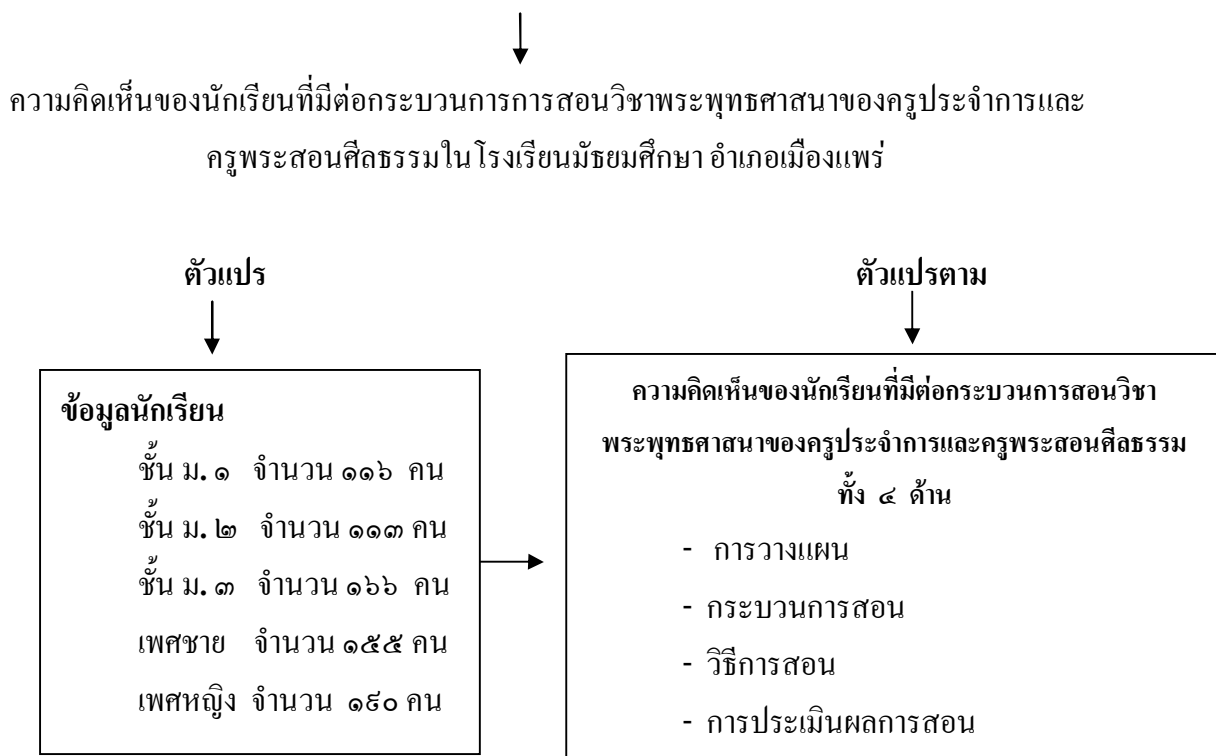 ความคิดเห็นของนักเรียนที่มีต่อกระบวนการการสอนวิชาพระพุทธศาสนาของครูประจำการและ
ครูพระสอนศีลธรรมในโรงเรียนมัธยมศึกษา อำเภอเมืองแพร่
ตัวแปร
ข้อมูลนักเรียน
ชั้น ม. ๑ จำนวน ๑๑๖ คน
ชั้น ม. ๒ จำนวน ๑๑๓ คน
ชั้น ม. ๓ จำนวน ๑๖๖ คน
เพศชาย จำนวน ๑๕๕ คน
เพศหญิง จำนวน ๑๙๐ คน
ตัวแปรตาม
ความคิดเห็นของนักเรียนที่มีต่อกระบวนการสอนวิชา
พระพุทธศาสนาของครูประจำการและครูพระสอนศีลธรรม
ทั้ง ๔ ด้าน
- การวางแผน
- กระบวนการสอน
- วิธีการสอน
- การประเมินผลการสอน